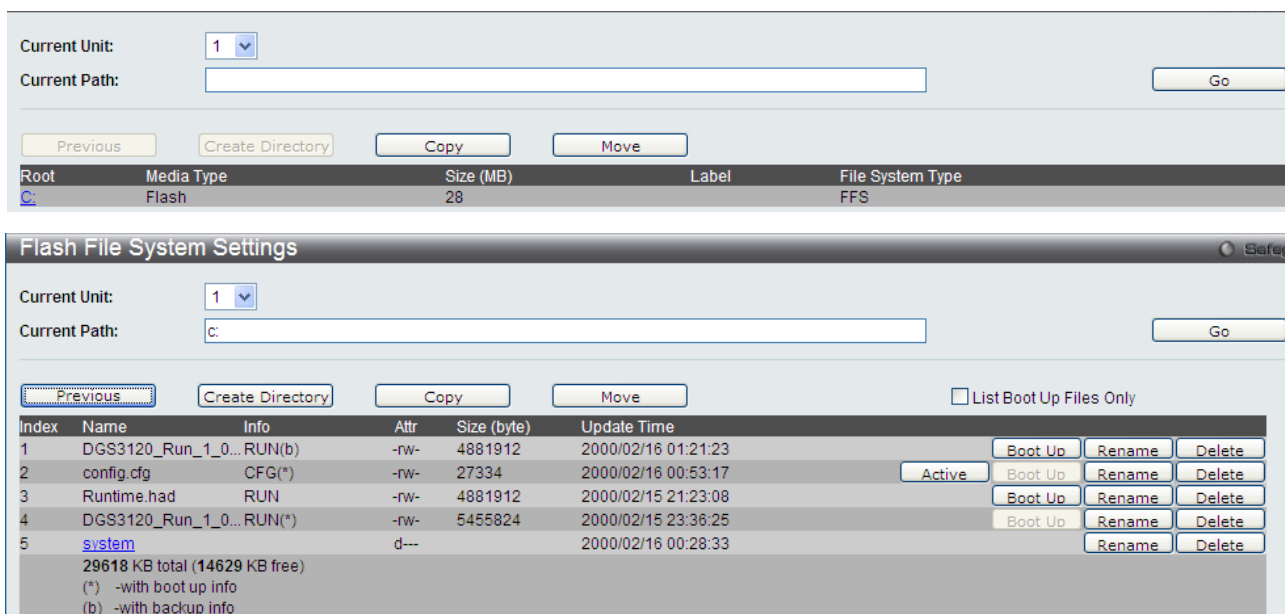 Current Unit: 1
Current Path: Go
Previous Create Directory Copy Move
Root Media Type Size (MB) Label File System Type
C: Flash 28 FFS
Flash File System Settings
Current Unit: 1
Current Path: c: Go
Previous Create Directory Copy Move List Boot Up Files Only
Index Name Info Attr Size (byte) Update Time
1 DGS3120_Run_1_0... RUN(b) -rw- 4881912 2000/02/16 01:21:23 Boot Up Rename Delete
2 config.cfg CFG(*) -rw- 27334 2000/02/16 00:53:17 Active Boot Up Rename Delete
3 Runtime.had RUN -rw- 4881912 2000/02/15 21:23:08 Boot Up Rename Delete
4 DGS3120_Run_1_0... RUN(*) -rw- 5455824 2000/02/15 23:36:25 Boot Up Rename Delete
5 system d--- 2000/02/16 00:28:33 Rename Delete
29618 KB total (14629 KB free)
(*) -with boot up info
(b) -with backup info